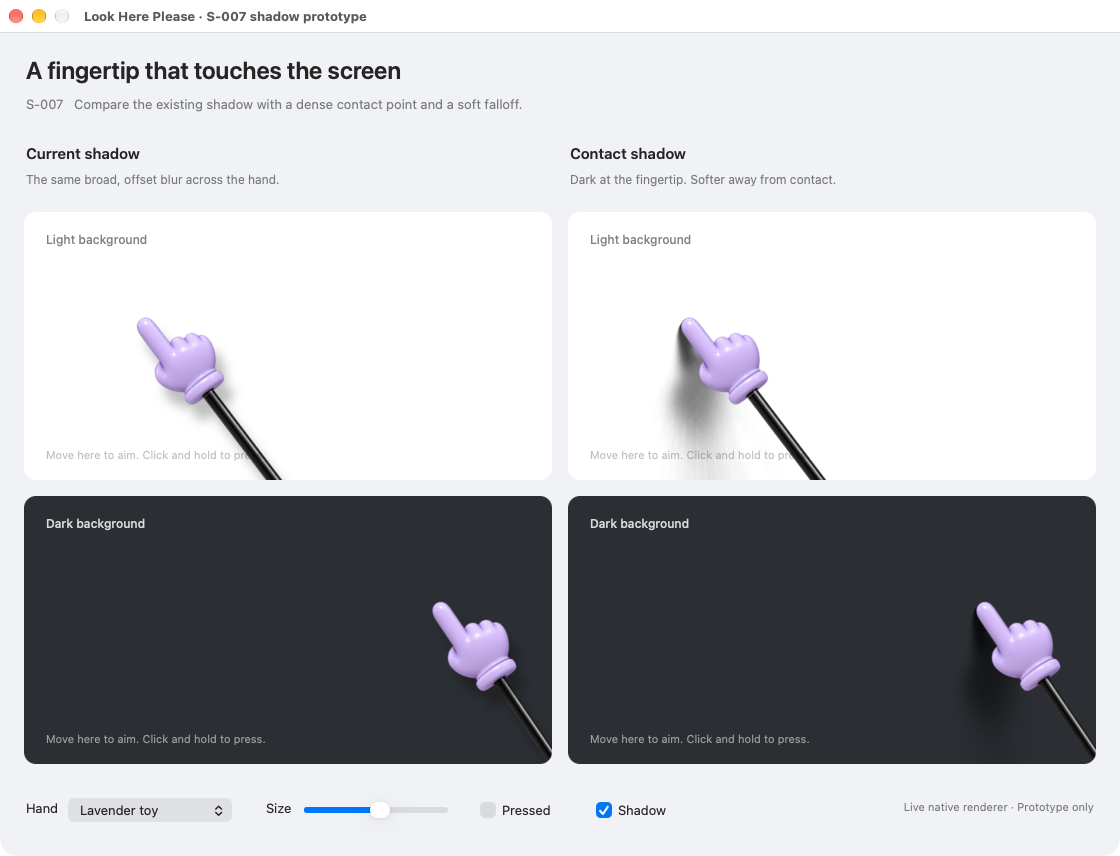 Look Here Please · S-007 shadow prototype
A fingertip that touches the screen
S-007 Compare the existing shadow with a dense contact point and a soft falloff.
Current shadow
The same broad, offset blur across the hand.
Contact shadow
Dark at the fingertip. Softer away from contact.
Light background
Move here to aim. Click and hold to pre
Light background
Move here to aim. Click and hold to pre
Dark background
Move here to aim. Click and hold to press.
Dark background
Move here to aim. Click and hold to press.
Hand
Lavender toy
Size
Pressed
Shadow
Live native renderer · Prototype only